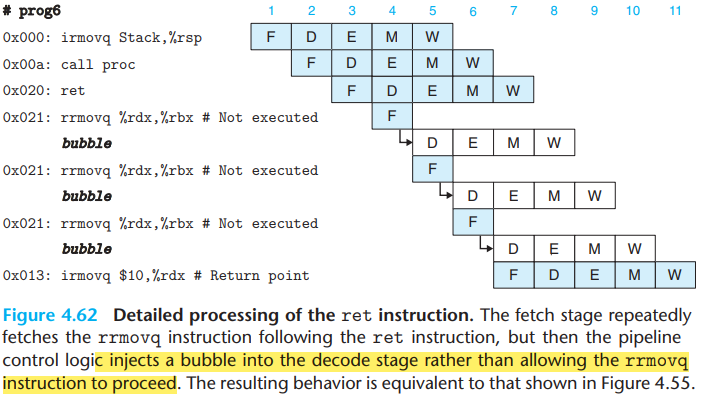 # prog6 1 2 3 4 5 6 7 8 9 10 11
0x000: irmovq Stack,%rsp F D E M W
0x00a: call proc F D E M W
0x020: ret F D E M W
0x021: rrmovq %rdx,%rbx # Not executed F
bubble D E M W
0x021: rrmovq %rdx,%rbx # Not executed F
bubble D E M W
0x021: rrmovq %rdx,%rbx # Not executed F
bubble D E M W
0x013: irmovq $10,%rdx # Return point F D E M W
Figure 4.62 Detailed processing of the ret instruction. The fetch stage repeatedly
fetches the rrmovq instruction following the ret instruction, but then the pipeline
control logic injects a bubble into the decode stage rather than allowing the rrmovq
instruction to proceed. The resulting behavior is equivalent to that shown in Figure 4.55.